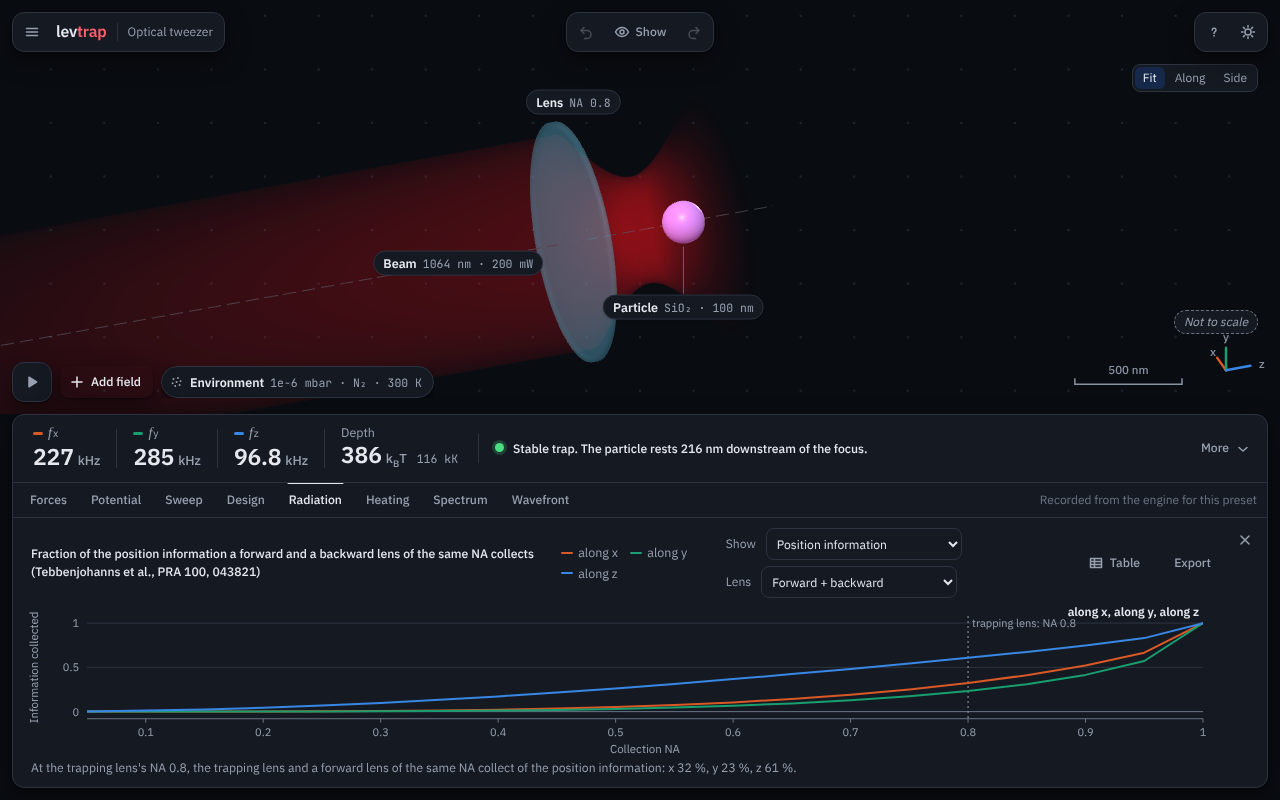 levtrap Optical tweezer
Show
?
Fit Along Side
Lens NA 0.8
Beam 1064 nm · 200 mW
Particle SiO₂ · 100 nm
Not to scale
y
x
z
500 nm
Add field
Environment 1e-6 mbar · N₂ · 300 K
fx
227 kHz
fy
285 kHz
fz
96.8 kHz
Depth
386 kBT 116 kK
Stable trap. The particle rests 216 nm downstream of the focus.
More
Forces Potential Sweep Design Radiation Heating Spectrum Wavefront
Recorded from the engine for this preset
Fraction of the position information a forward and a backward lens of the same NA collects
(Tebbenjohanns et al., PRA 100, 043821)
along x along y
along z
Show Position information
Lens Forward + backward
Table Export
along x, along y, along z
trapping lens: NA 0.8
Information collected
1
0.5
0
0.1 0.2 0.3 0.4 0.5 0.6 0.7 0.8 0.9 1
Collection NA
At the trapping lens's NA 0.8, the trapping lens and a forward lens of the same NA collect of the position information: x 32 %, y 23 %, z 61 %.